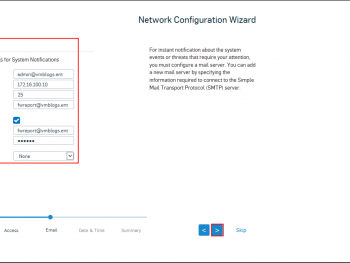 Network Configuration Wizard
s for System Notifications
admin@vmblogs.ent
172.16.100.10
25
fwreport@vmblogs.ent
fwreport@vmblogs.ent
••••••
None
For instant notification about the system
events or threats that require your attention,
you must configure a mail server. You can add
a new mail server by specifying the
information required to connect to the Simple
Mail Transport Protocol (SMTP) server.
Access
Email
Date & Time
Summary
<
>
Skip